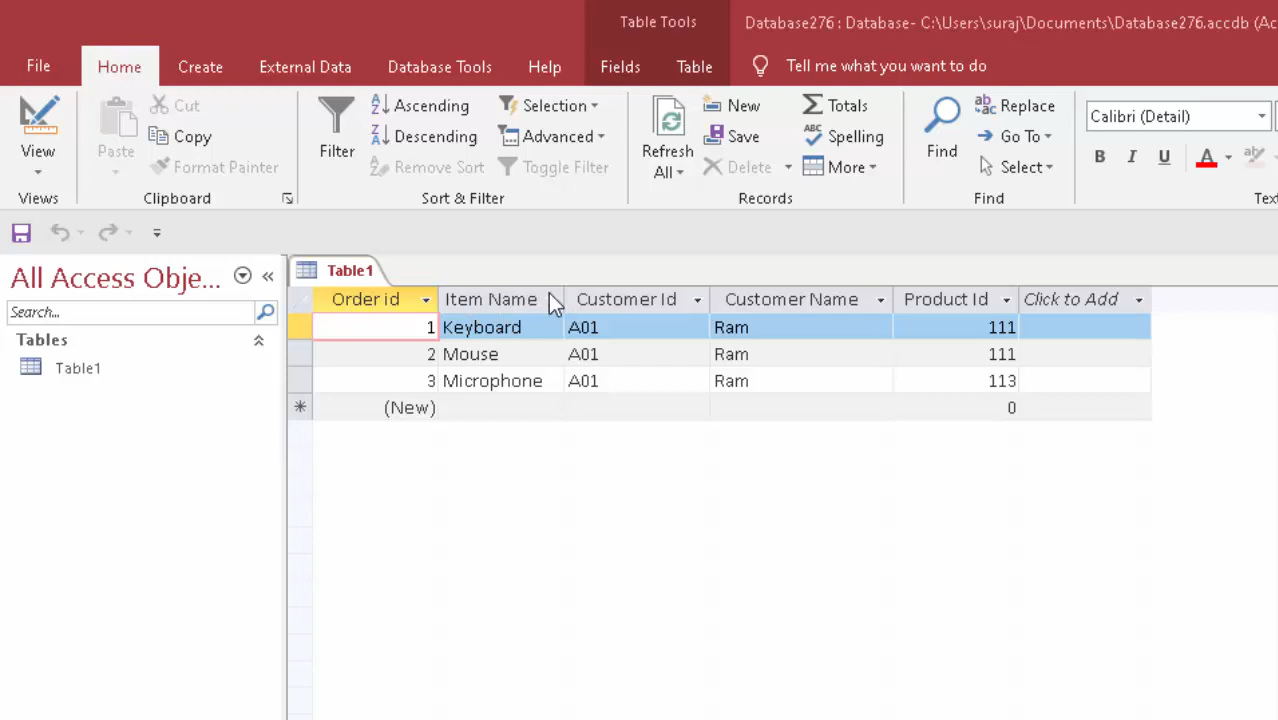 Table Tools
Database276 : Database- C:\Users\suraj\Documents\Database276.accdb (Ac
File Home Create External Data Database Tools Help Fields Table Tell me what you want to do
Cut Ascending Selection New Totals Replace Calibri (Detail)
Copy Descending Advanced Save Spelling Go To
View Paste Filter Refresh All Find
Format Painter Remove Sort Toggle Filter Delete More Select B I U A ab
Views Clipboard Sort & Filter Records Find Tex
All Access Obje...
Table1
Search...
Tables
Table1
Order id Item Name Customer Id Customer Name Product Id Click to Add
1 Keyboard A01 Ram 111
2 Mouse A01 Ram 111
3 Microphone A01 Ram 113
(New) 0